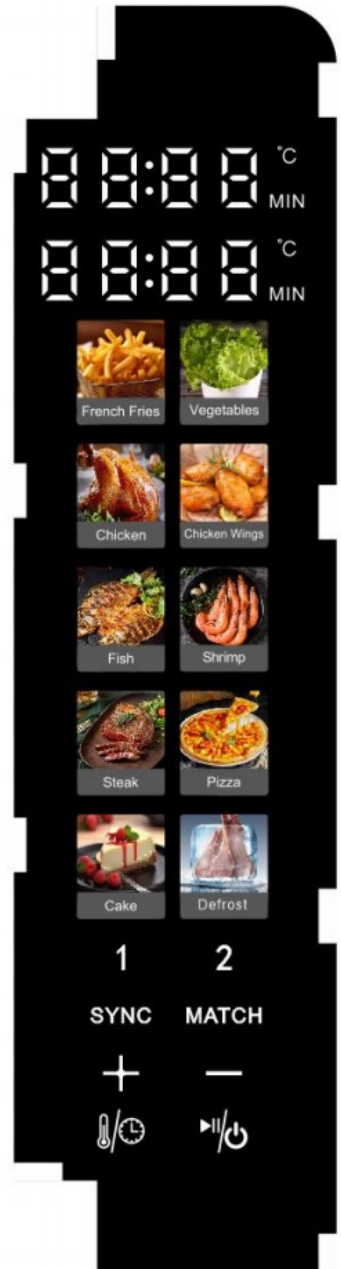 88:88 °C
MIN
88:88 °C
MIN
French Fries Vegetables
Chicken Chicken Wings
Fish Shrimp
Steak Pizza
Cake Defrost
1 2
SYNC MATCH
+ −
/ /